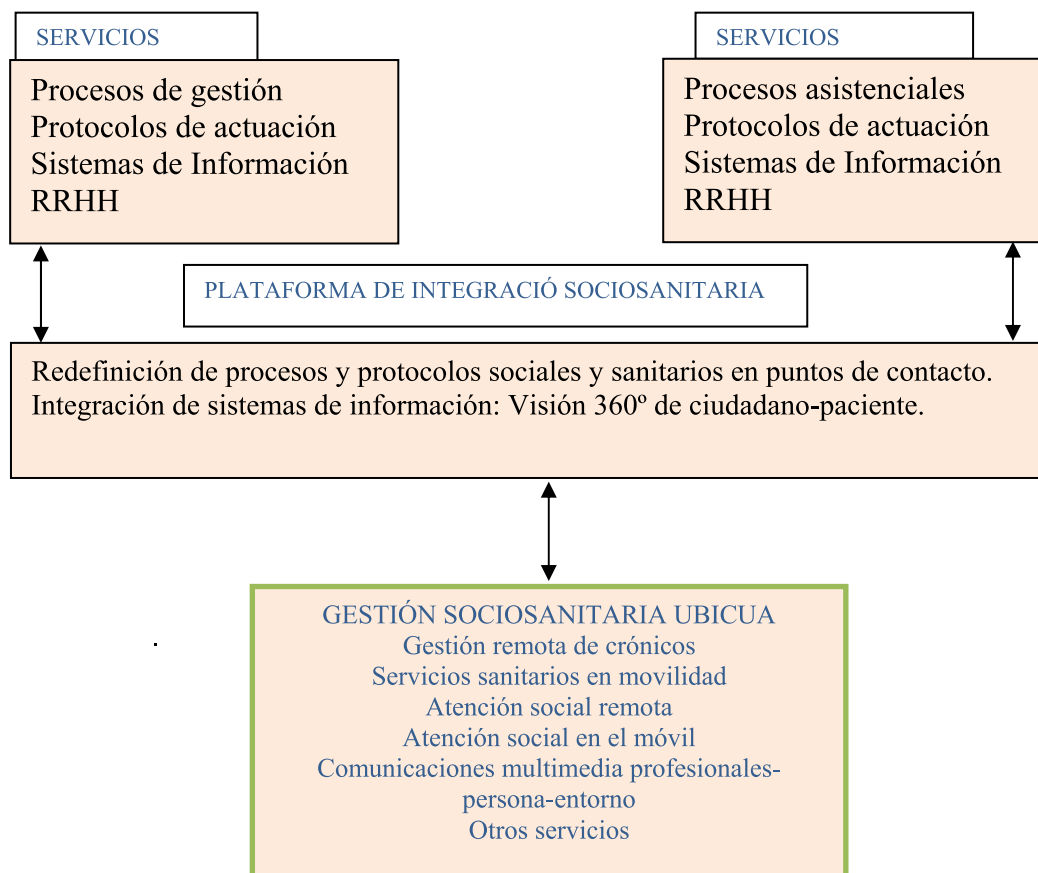 SERVICIOS
Procesos de gestión
Protocolos de actuación
Sistemas de Información
RRHH
SERVICIOS
Procesos asistenciales
Protocolos de actuación
Sistemas de Información
RRHH
PLATAFORMA DE INTEGRACIÓ SOCIOSANITARIA
Redefinición de procesos y protocolos sociales y sanitarios en puntos de contacto.
Integración de sistemas de información: Visión 360º de ciudadano-paciente.
GESTIÓN SOCIOSANITARIA UBICUA
Gestión remota de crónicos
Servicios sanitarios en movilidad
Atención social remota
Atención social en el móvil
Comunicaciones multimedia profesionales-
persona-entorno
Otros servicios
.